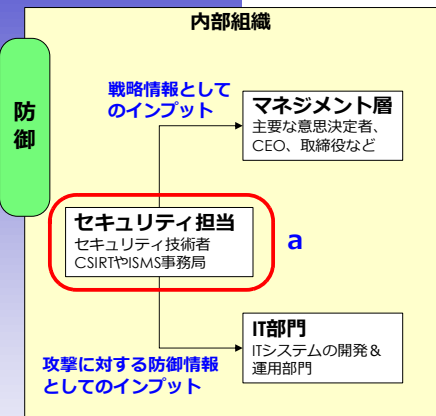 内部組織
防
御
戦略情報として
のインプット
マネジメント層
主要な意思決定者、
CEO、取締役など
セキュリティ担当
セキュリティ技術者
CSIRTやISMS事務局
a
IT部門
ITシステムの開発&
運用部門
攻撃に対する防御情報
としてのインプット